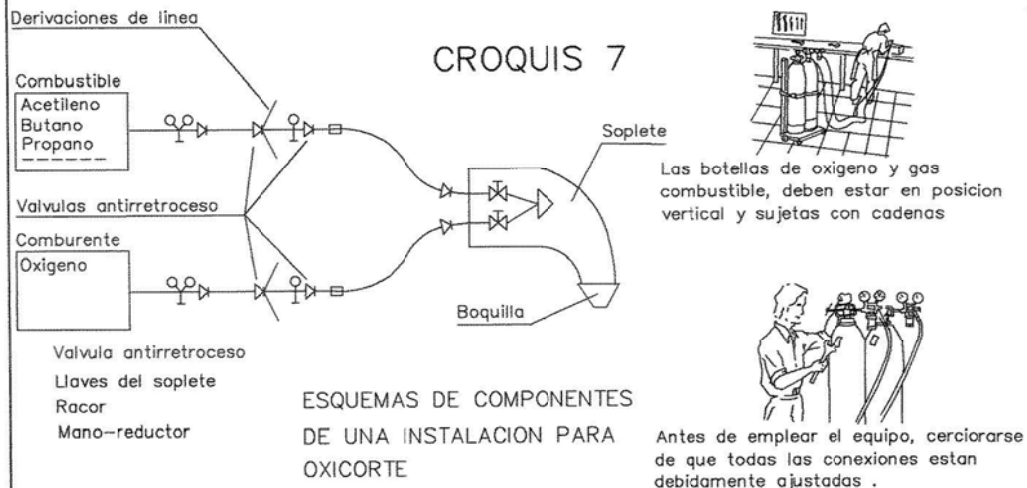 Derivaciones de linea
CROQUIS 7
Combustible
Acetileno
Butano
Propano
Soplete
Valvulas antirretroceso
Comburente
Oxigeno
Boquilla
Valvula antirretroceso
Llaves del soplete
Racor
Mano-reductor
ESQUEMAS DE COMPONENTES
DE UNA INSTALACION PARA
OXICORTE
Las botellas de oxigeno y gas
combustible, deben estar en posicion
vertical y sujetas con cadenas
Antes de emplear el equipo, cerciorarse
de que todas las conexiones estan
debidamente ajustadas .